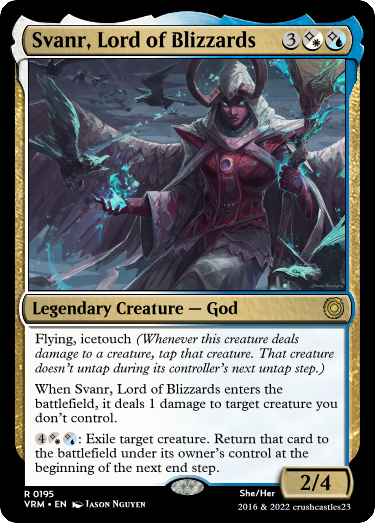 Svanr, Lord of Blizzards 3
Legendary Creature — God
Flying, icetouch (Whenever this creature deals
damage to a creature, tap that creature. That creature
doesn't untap during its controller's next untap step.)
When Svanr, Lord of Blizzards enters the
battlefield, it deals 1 damage to target creature you
don't control.
4 : Exile target creature. Return that card to
the battlefield under its owner's control at the
beginning of the next end step.
2/4
R 0195
She/Her
VRM • EN JASON NGUYEN
2016 & 2022 crushcastles23